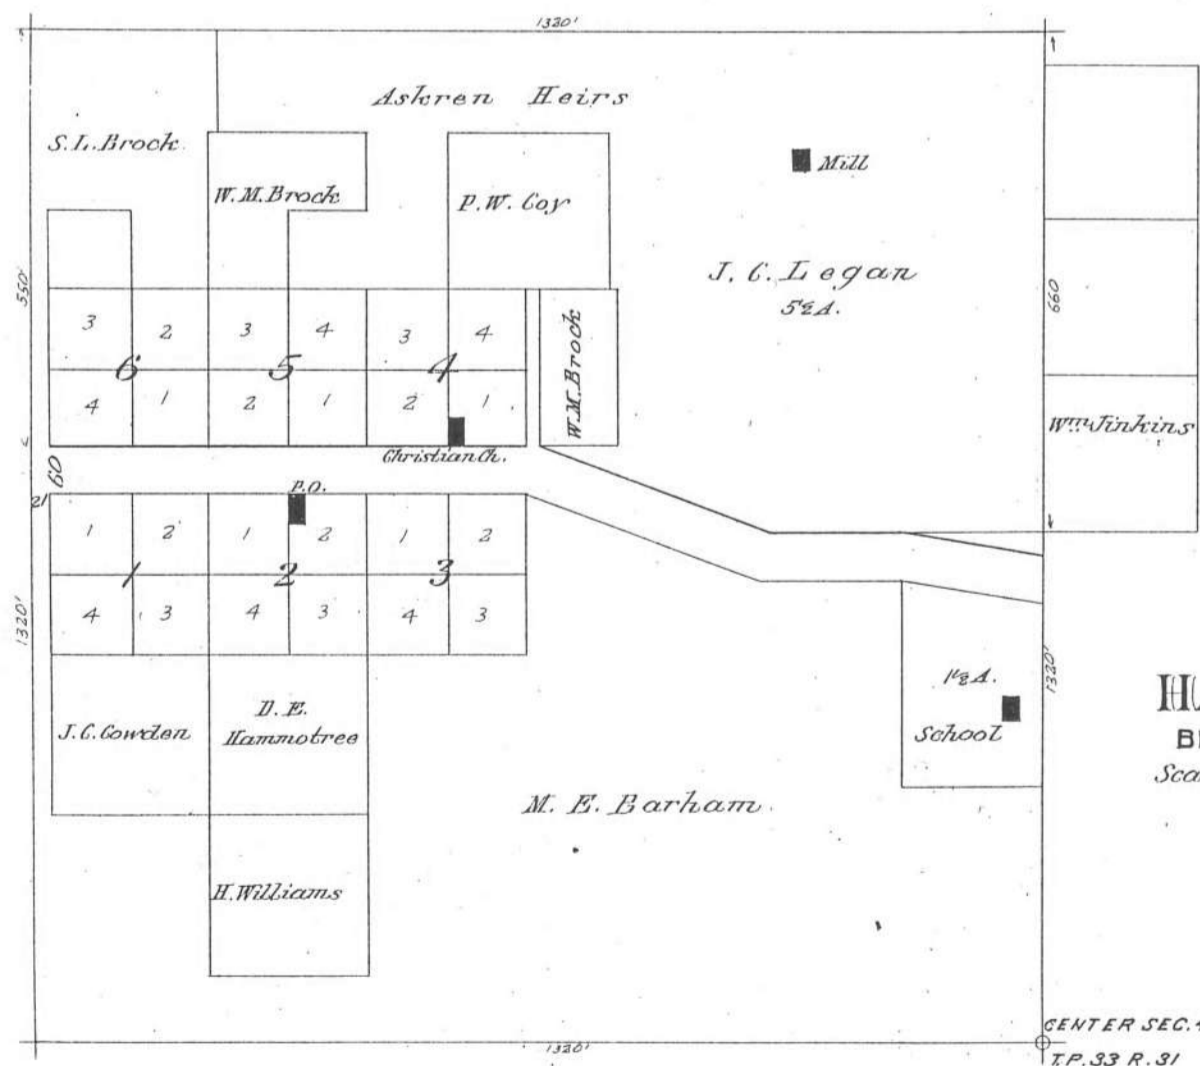 1320'
Askren Heirs
S.L. Brock
W.M. Brock
P.W. Coy
Mill
J. C. Legan
5½ A.
550'
660
3 2 3 4 3 4
6 5 4
4 1 2 1 2 1
W.M. Brock
Wm Jinkins
Christian Ch.
60
P.O.
1 2 1 2 1 2
1 2 3
4 3 4 3 4 3
1320'
1320'
1½ A.
School
J.C. Cowden
D. E.
Hammotree
M. E. Barham
H. Williams
Sca
1320'
CENTER SEC.
T.P. 33 R. 31